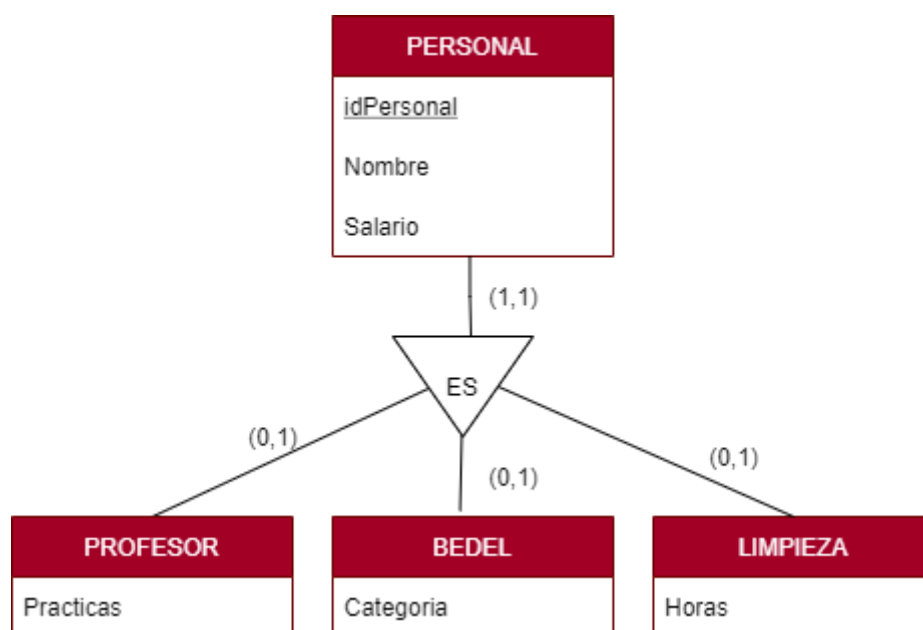 PERSONAL
idPersonal
Nombre
Salario
(1,1)
ES
(0,1)
(0,1)
(0,1)
PROFESOR
BEDEL
LIMPIEZA
Practicas
Categoria
Horas